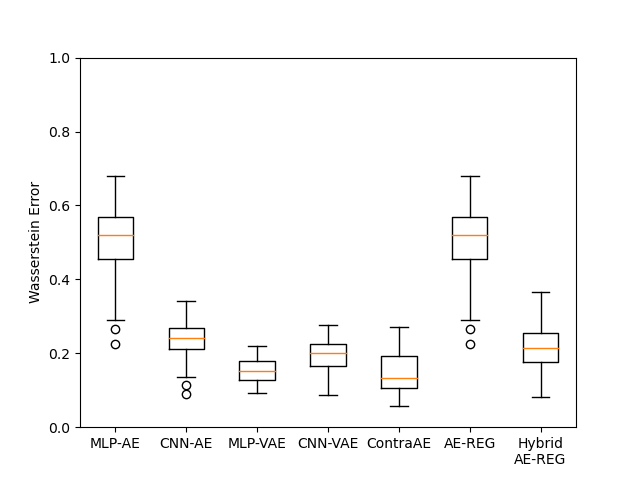 1.0
0.8
0.6
0.4
0.2
0.0
Wasserstein Error
MLP-AE CNN-AE MLP-VAE CNN-VAE ContraAE AE-REG Hybrid
AE-REG